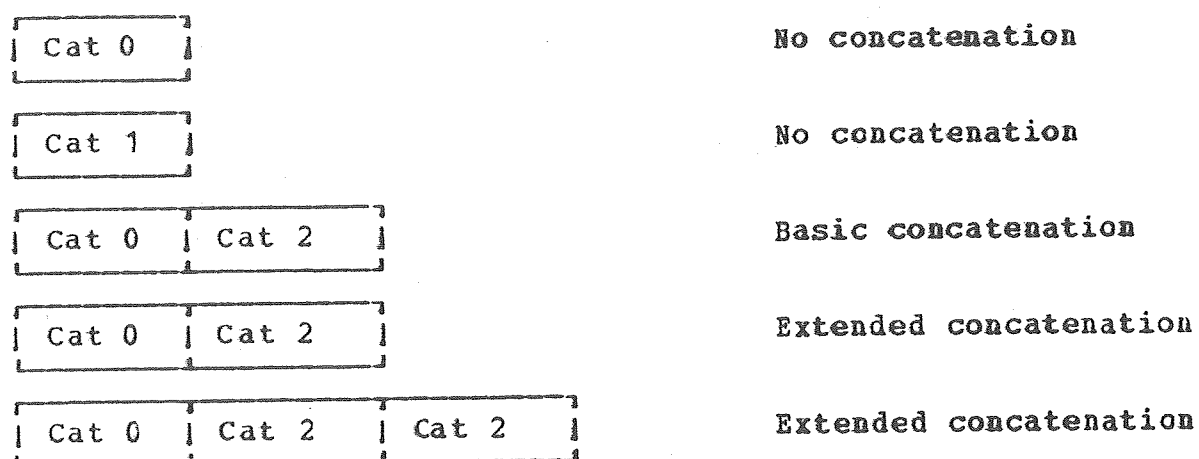 Cat 0 No concatenation
Cat 1 No concatenation
Cat 0 Cat 2 Basic concatenation
Cat 0 Cat 2 Extended concatenation
Cat 0 Cat 2 Cat 2 Extended concatenation